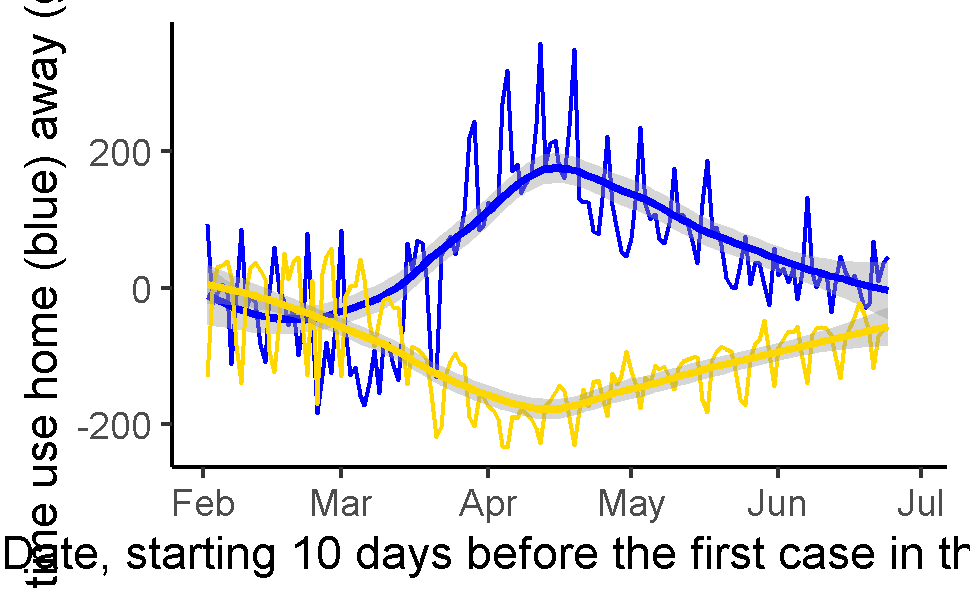 time use home (blue) away (
200
0
-200
Feb Mar Apr May Jun Jul
Date, starting 10 days before the first case in th